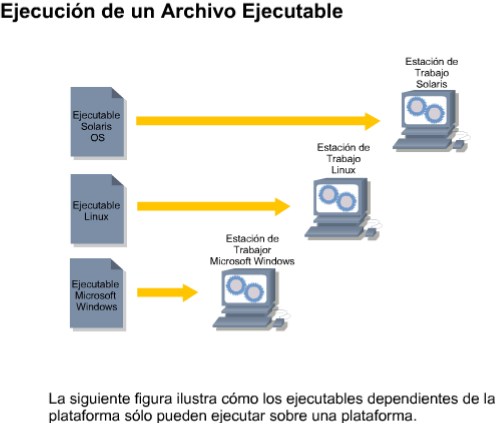 Ejecución de un Archivo Ejecutable
Estación de
Trabajo
Solaris
Ejecutable
Solaris
OS
Estación de
Trabajo
Linux
Ejecutable
Linux
Estación de
Trabajor
Microsoft Windows
Ejecutable
Microsoft
Windows
La siguiente figura ilustra cómo los ejecutables dependientes de la
plataforma sólo pueden ejecutar sobre una plataforma.